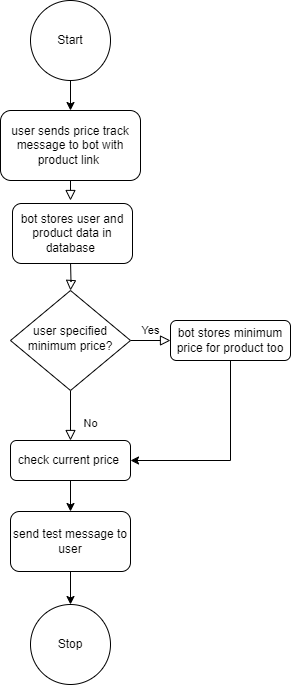 Start
user sends price track
message to bot with
product link
bot stores user and
product data in
database
user specified
minimum price?
Yes
bot stores minimum
price for product too
No
check current price
send test message to
user
Stop